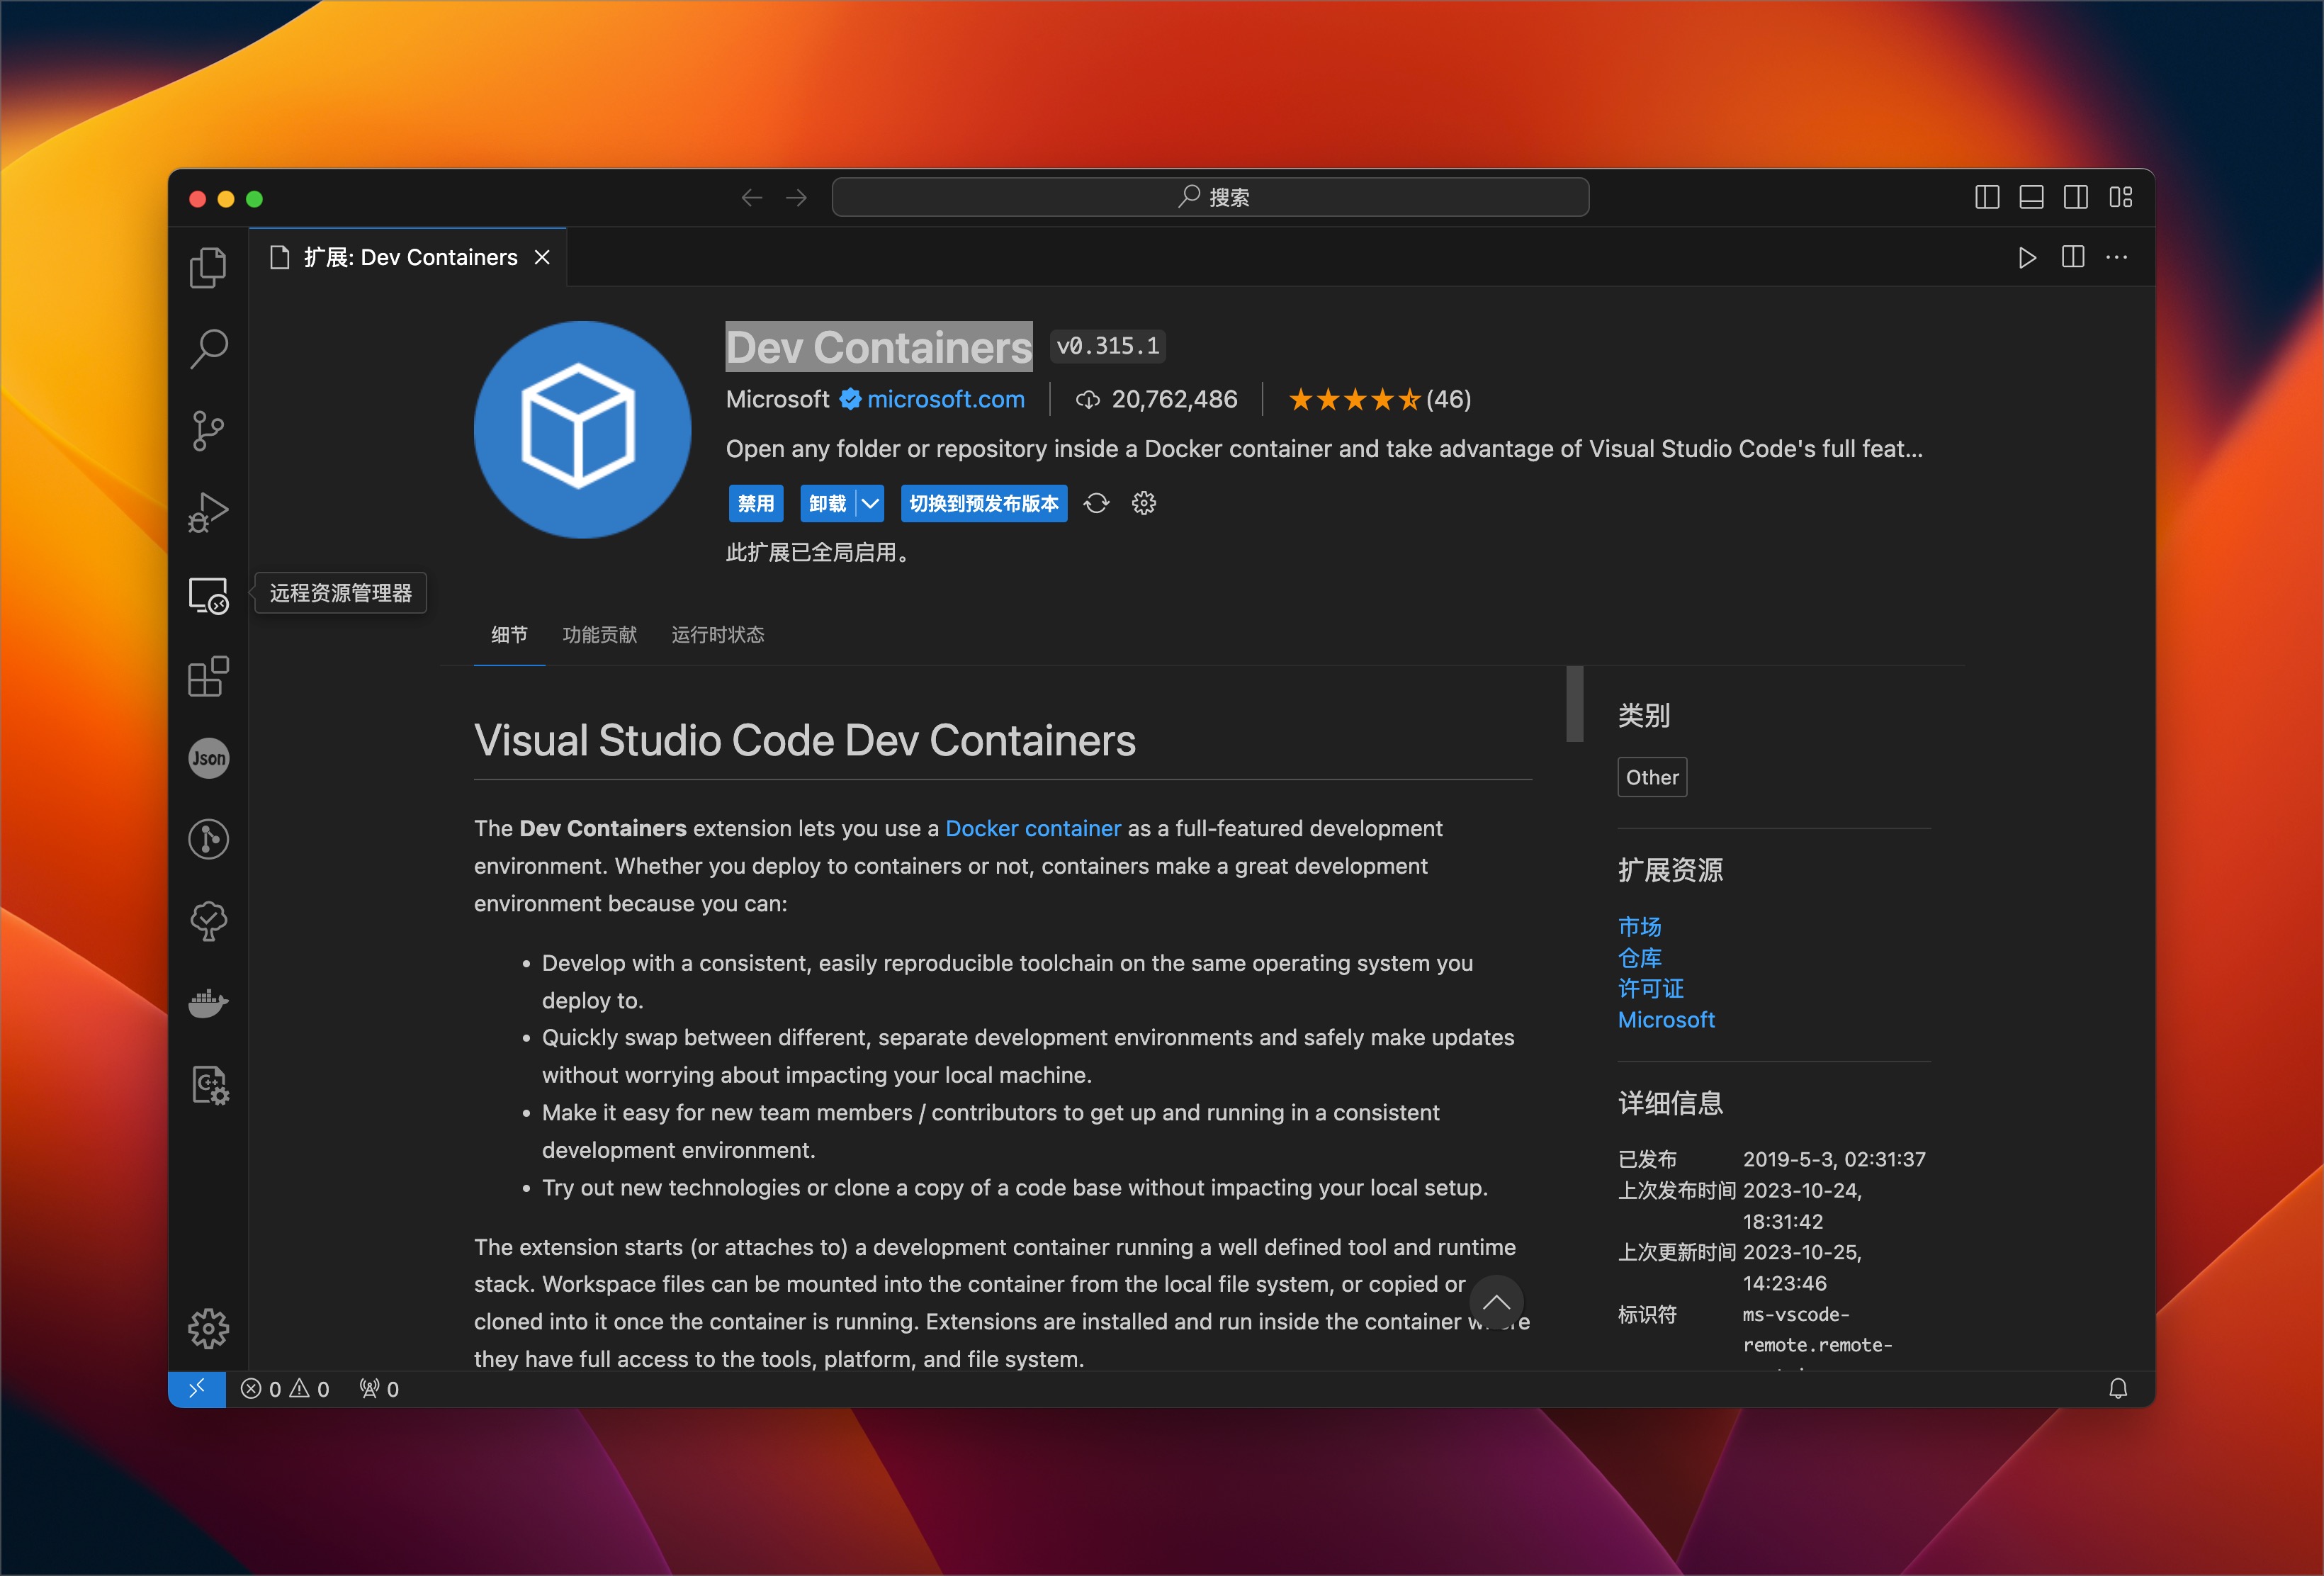 搜索
扩展: Dev Containers
Dev Containers v0.315.1
Microsoft microsoft.com 20,762,486 (46)
Open any folder or repository inside a Docker container and take advantage of Visual Studio Code's full feat...
禁用 卸载 切换到预发布版本
此扩展已全局启用。
远程资源管理器
细节 功能贡献 运行时状态
Json
C++
Visual Studio Code Dev Containers
The Dev Containers extension lets you use a Docker container as a full-featured development
environment. Whether you deploy to containers or not, containers make a great development
environment because you can:
• Develop with a consistent, easily reproducible toolchain on the same operating system you
deploy to.
• Quickly swap between different, separate development environments and safely make updates
without worrying about impacting your local machine.
• Make it easy for new team members / contributors to get up and running in a consistent
development environment.
• Try out new technologies or clone a copy of a code base without impacting your local setup.
The extension starts (or attaches to) a development container running a well defined tool and runtime
stack. Workspace files can be mounted into the container from the local file system, or copied or
cloned into it once the container is running. Extensions are installed and run inside the container
they have full access to the tools, platform, and file system.
类别
Other
扩展资源
市场
仓库
许可证
Microsoft
详细信息
已发布 2019-5-3, 02:31:37
上次发布时间 2023-10-24,
18:31:42
上次更新时间 2023-10-25,
14:23:46
标识符 ms-vscode-
remote.remote-
0 0 0